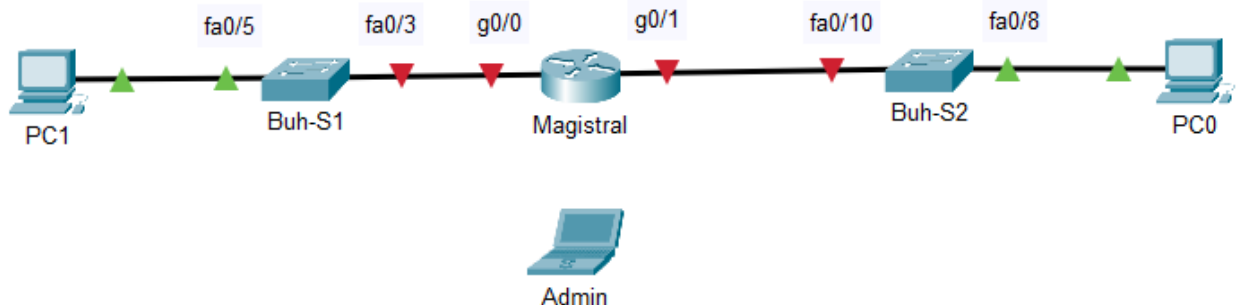 fa0/5
fa0/3
g0/0
g0/1
fa0/10
fa0/8
PC1
Buh-S1
Magistral
Buh-S2
PC0
Admin